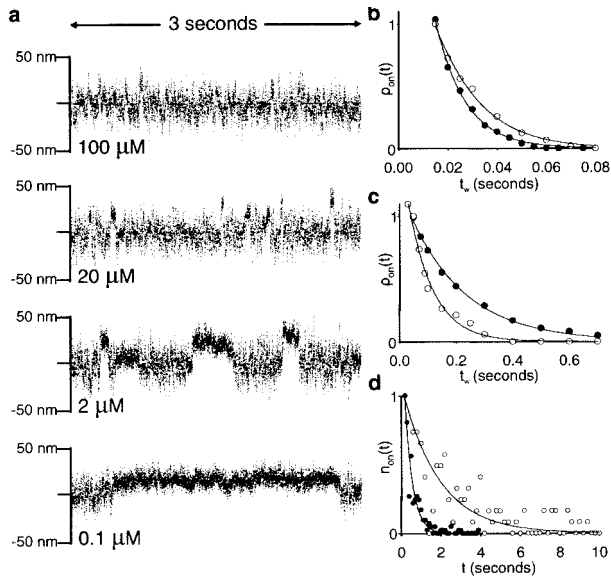 a
3 seconds
50 nm
-50 nm
100 µM
50 nm
-50 nm
20 µM
50 nm
-50 nm
2 µM
50 nm
-50 nm
0.1 µM
b
1
ρon(t)
0
0.00 0.02 0.04 0.06 0.08
tw (seconds)
c
1
ρon(t)
0
0.0 0.2 0.4 0.6
tw (seconds)
d
1
non(t)
0
0 2 4 6 8 10
t (seconds)